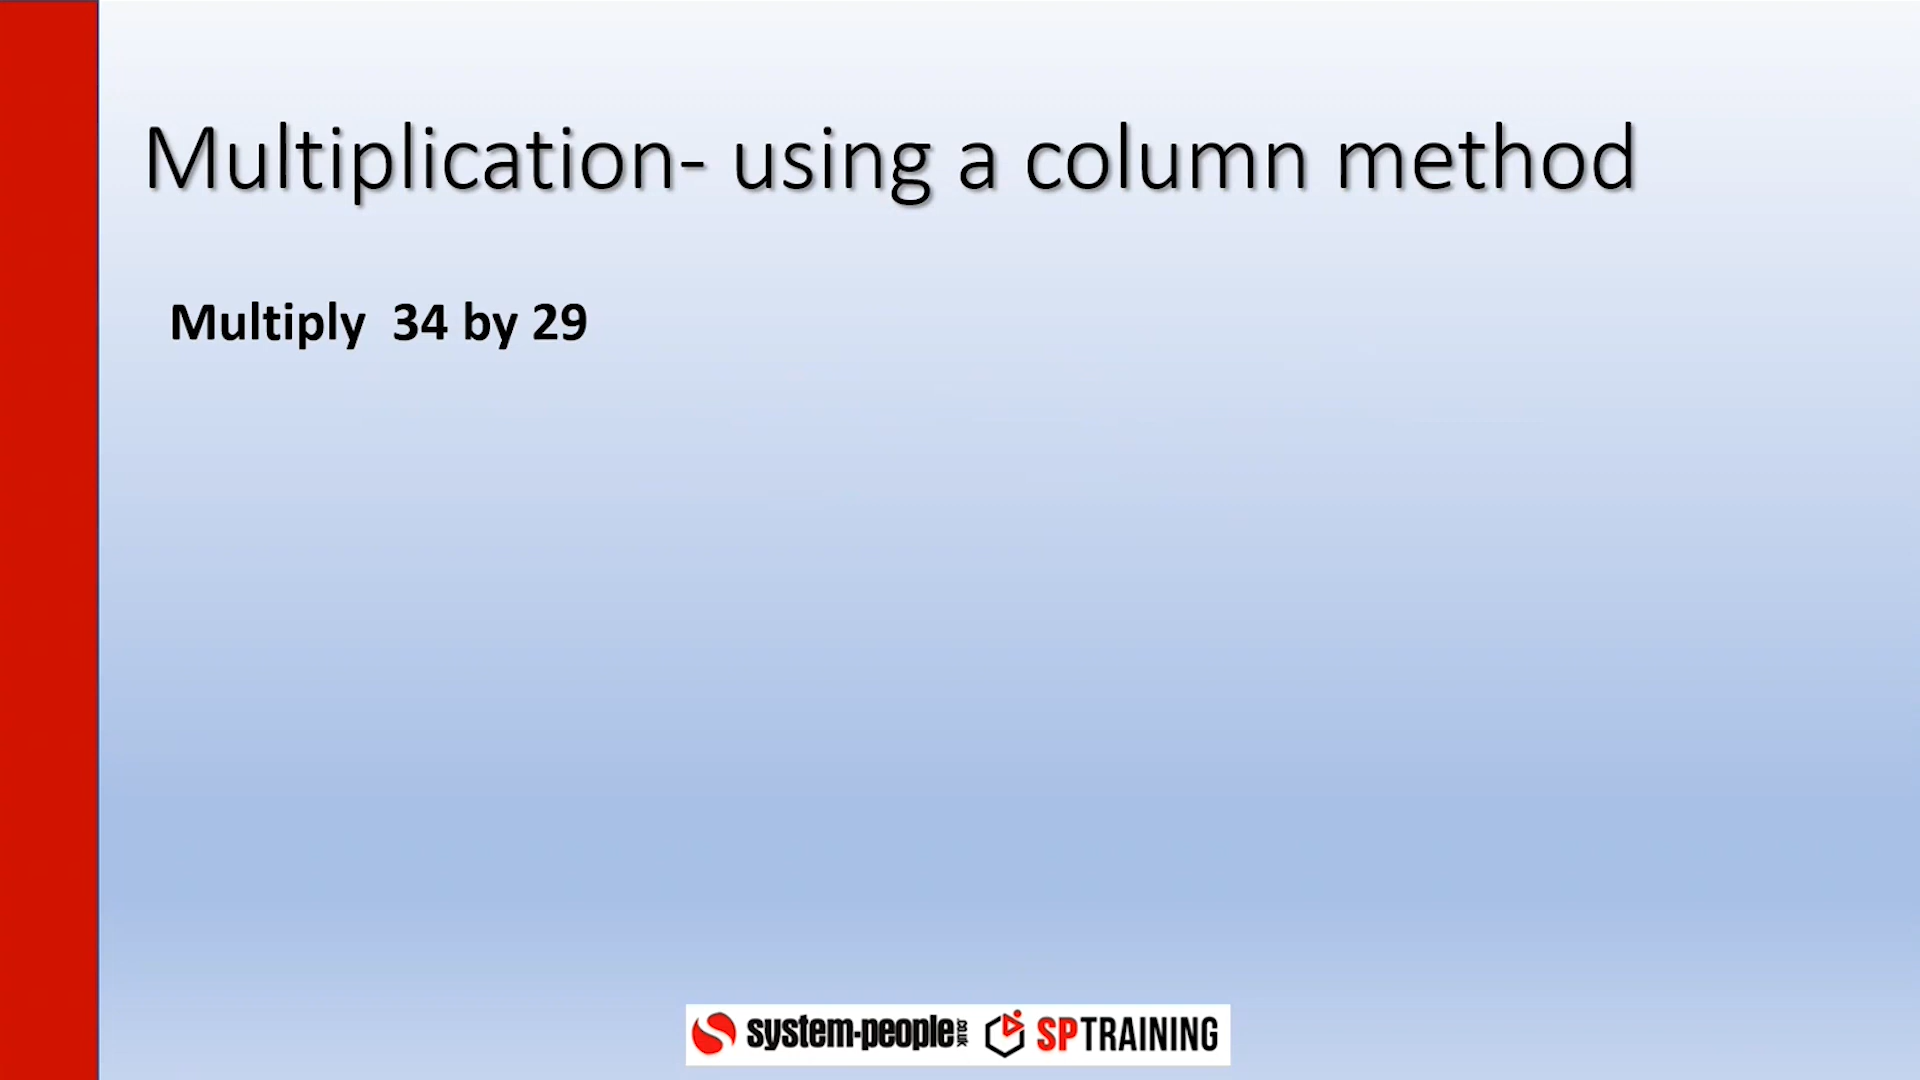 Multiplication- using a column method
Multiply  34 by 29
system-people.co.uk SPTRAINING